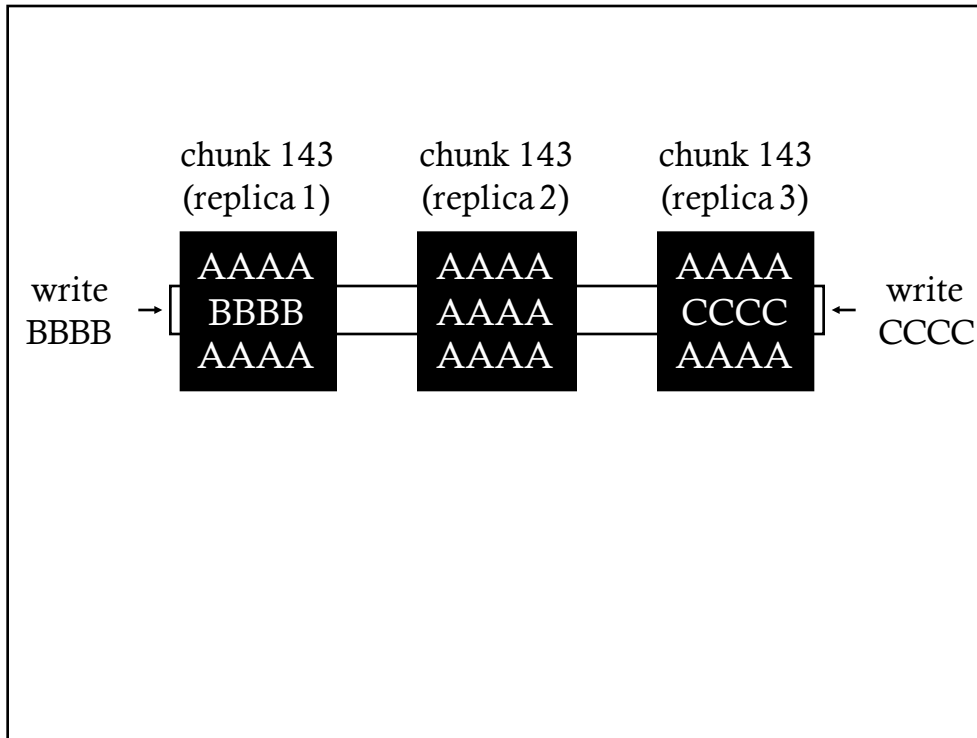 chunk 143
(replica 1)
chunk 143
(replica 2)
chunk 143
(replica 3)
write
BBBB
AAAA
BBBB
AAAA
AAAA
AAAA
AAAA
AAAA
CCCC
AAAA
write
CCCC